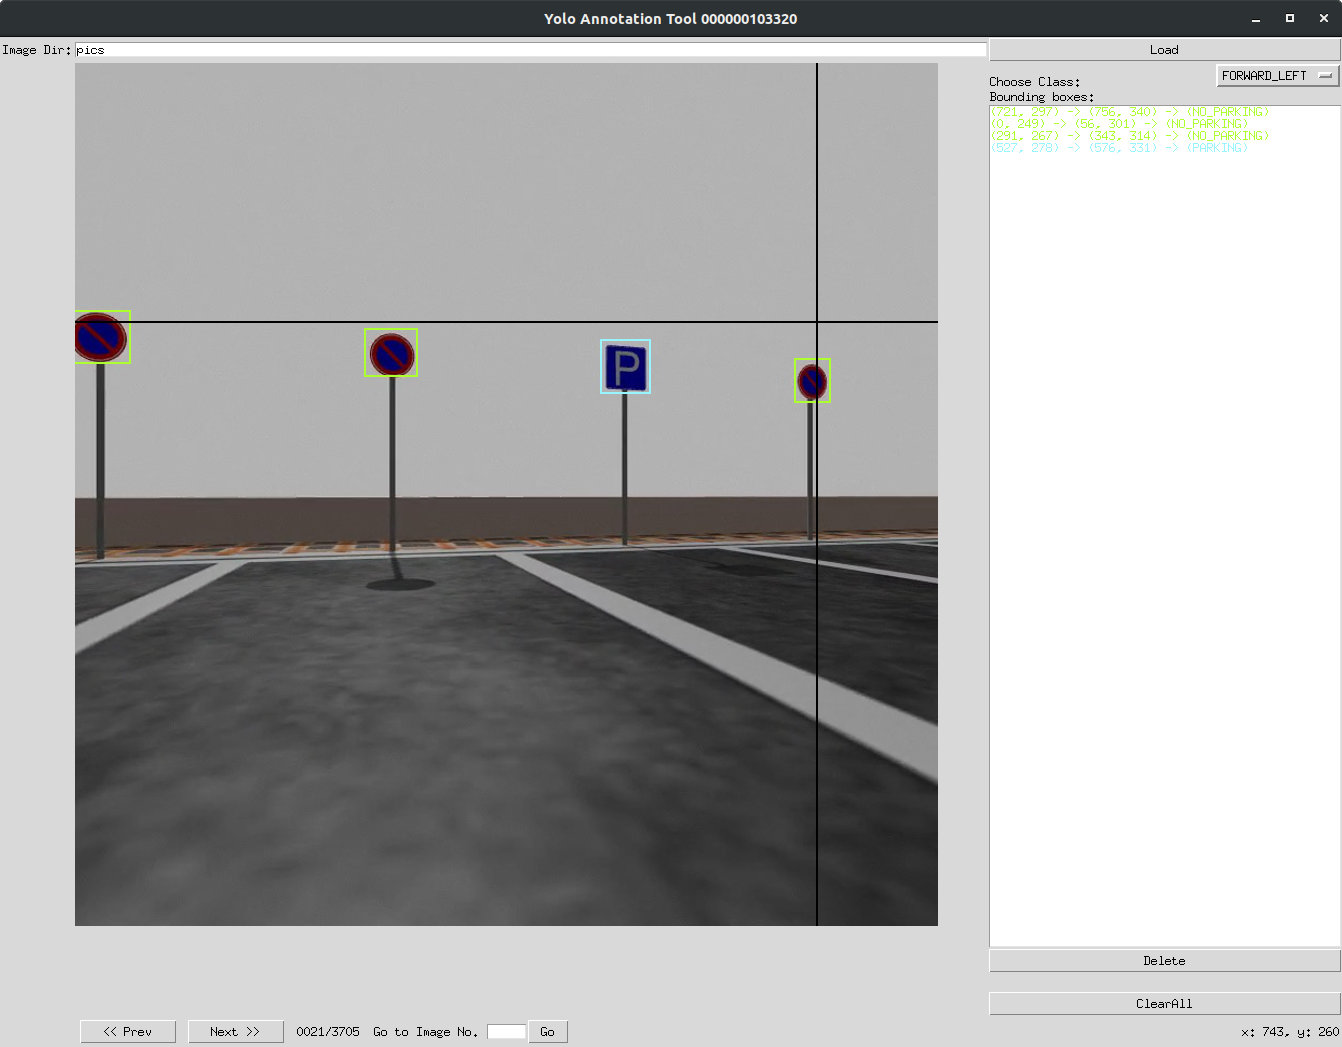 Yolo Annotation Tool 000000103320
Image Dir: pics
Load
Choose Class:
FORWARD_LEFT
Bounding boxes:
(721, 297) -> (756, 340) -> (NO_PARKING)
(0, 249) -> (56, 301) -> (NO_PARKING)
(291, 267) -> (343, 314) -> (NO_PARKING)
(527, 278) -> (576, 331) -> (PARKING)
P
Delete
ClearAll
<< Prev
Next >>
0021/3705
Go to Image No.
Go
x: 743, y: 260